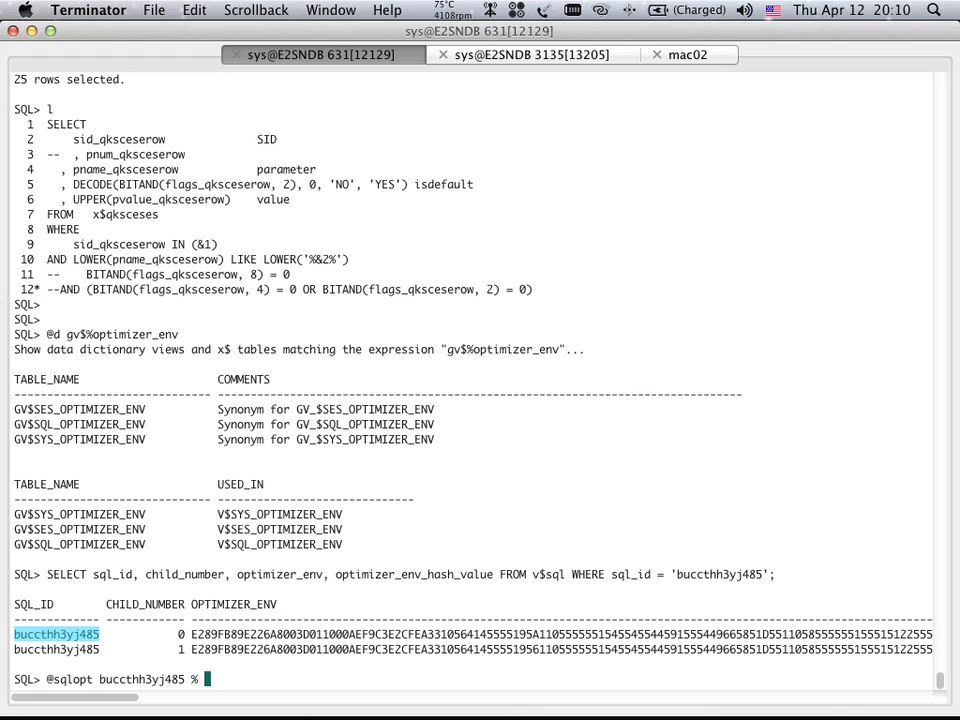 Terminator File Edit Scrollback Window Help 75°C 4108rpm (Charged) Thu Apr 12 20:10
sys@E2SNDB 631[12129]
sys@E2SNDB 631[12129] sys@E2SNDB 3135[13205] mac02
25 rows selected.
SQL> l
1 SELECT
2 sid_qksceserow SID
3 -- , pnum_qksceserow
4 , pname_qksceserow parameter
5 , DECODE(BITAND(flags_qksceserow, 2), 0, 'NO', 'YES') isdefault
6 , UPPER(pvalue_qksceserow) value
7 FROM x$qksceses
8 WHERE
9 sid_qksceserow IN (&1)
10 AND LOWER(pname_qksceserow) LIKE LOWER('%&2%')
11 -- BITAND(flags_qksceserow, 8) = 0
12* --AND (BITAND(flags_qksceserow, 4) = 0 OR BITAND(flags_qksceserow, 2) = 0)
SQL>
SQL>
SQL> @d gv$%optimizer_env
Show data dictionary views and x$ tables matching the expression "gv$%optimizer_env"...
TABLE_NAME COMMENTS
------------------------------ --------------------------------------------------------------------------------
GV$SES_OPTIMIZER_ENV Synonym for GV_$SES_OPTIMIZER_ENV
GV$SQL_OPTIMIZER_ENV Synonym for GV_$SQL_OPTIMIZER_ENV
GV$SYS_OPTIMIZER_ENV Synonym for GV_$SYS_OPTIMIZER_ENV
TABLE_NAME USED_IN
------------------------------ ------------------------------
GV$SYS_OPTIMIZER_ENV V$SYS_OPTIMIZER_ENV
GV$SES_OPTIMIZER_ENV V$SES_OPTIMIZER_ENV
GV$SQL_OPTIMIZER_ENV V$SQL_OPTIMIZER_ENV
SQL> SELECT sql_id, child_number, optimizer_env, optimizer_env_hash_value FROM v$sql WHERE sql_id = 'buccthh3yj485';
SQL_ID CHILD_NUMBER OPTIMIZER_ENV
buccthh3yj485 0
buccthh3yj485 1
SQL> @sqlopt buccthh3yj485 %